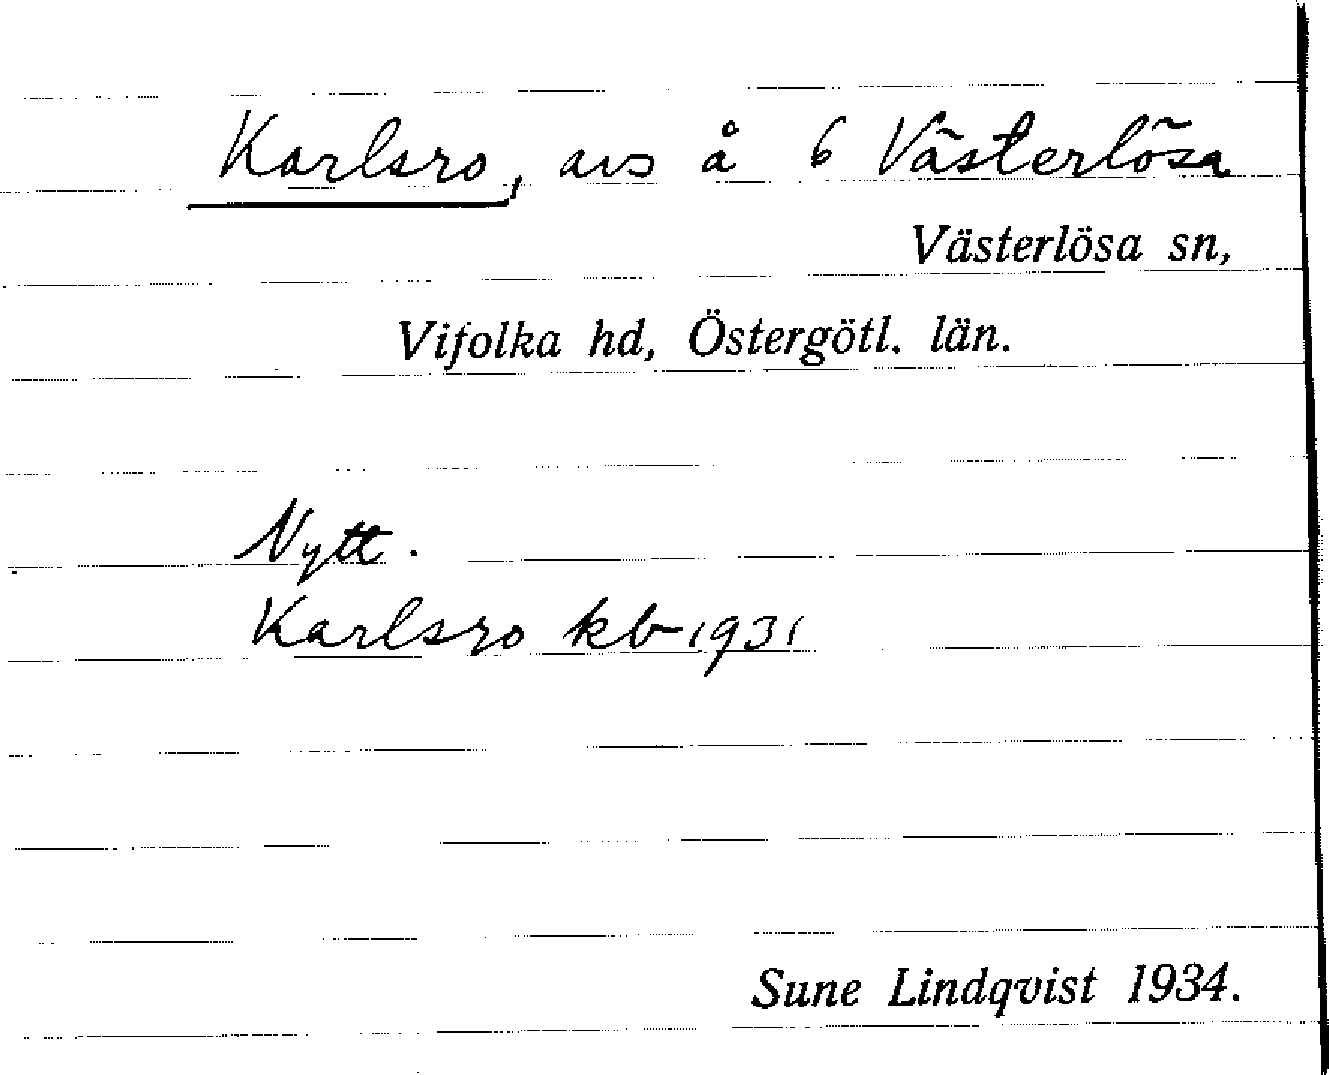 Karlsro, avs å 6 Västerlösa
Västerlösa sn,
Vifolka hd, Östergötl. län.
Nytt.
Karlsro kb 1931
Sune Lindqvist 1934.